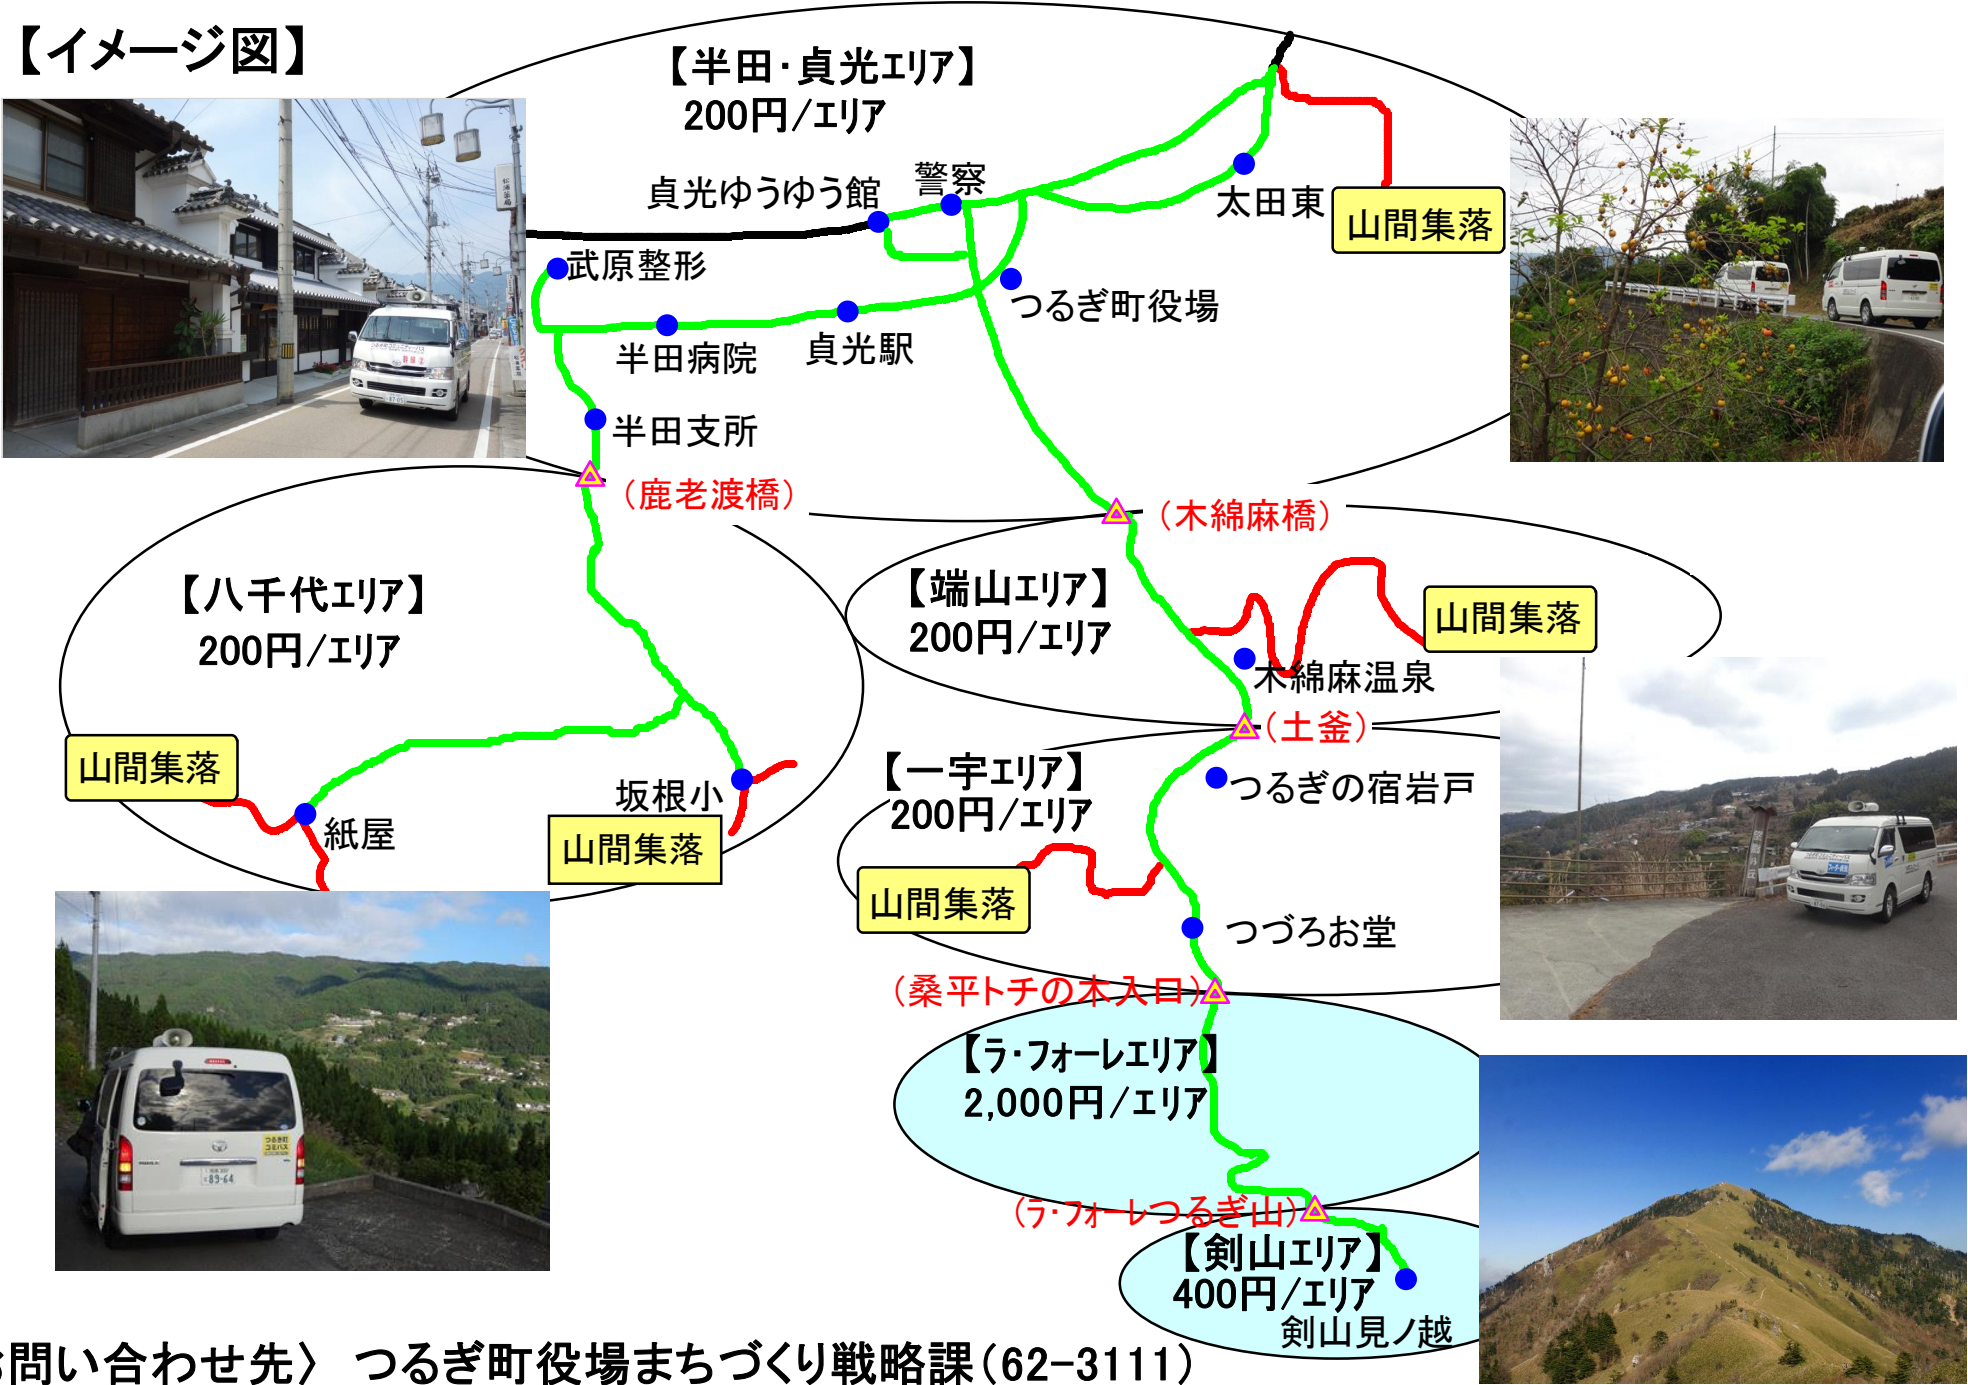 【イメージ図】
【半田・貞光エリア】
200円/エリア
貞光ゆうゆう館
警察
太田東
山間集落
武原整形
つるぎ町役場
半田病院
貞光駅
半田支所
（鹿老渡橋）
（木綿麻橋）
【八千代エリア】
200円/エリア
【端山エリア】
200円/エリア
山間集落
木綿麻温泉
（土釜）
山間集落
紙屋
坂根小
山間集落
【一宇エリア】
200円/エリア
つるぎの宿岩戸
山間集落
つづろお堂
（桑平トチの木入口）
【ラ・フォーレエリア】
2,000円/エリア
（ラ・フォーレつるぎ山）
【剣山エリア】
400円/エリア
剣山見ノ越
つるぎ町
コミバス
89-64
お問い合わせ先〉 つるぎ町役場まちづくり戦略課（62-3111）